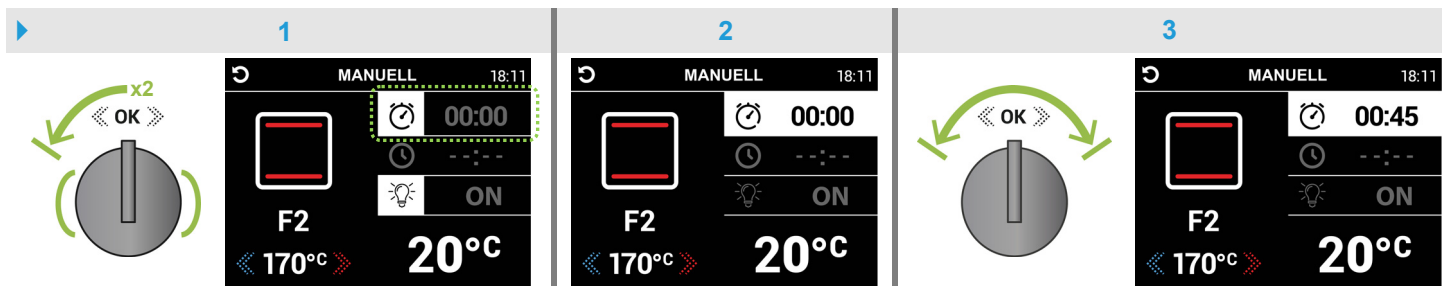 1
2
3
x2
OK
MANUELL 18:11
00:00
--:--
ON
F2
170°C
20°C
MANUELL 18:11
00:00
--:--
ON
F2
170°C
20°C
OK
MANUELL 18:11
00:45
--:--
ON
F2
170°C
20°C